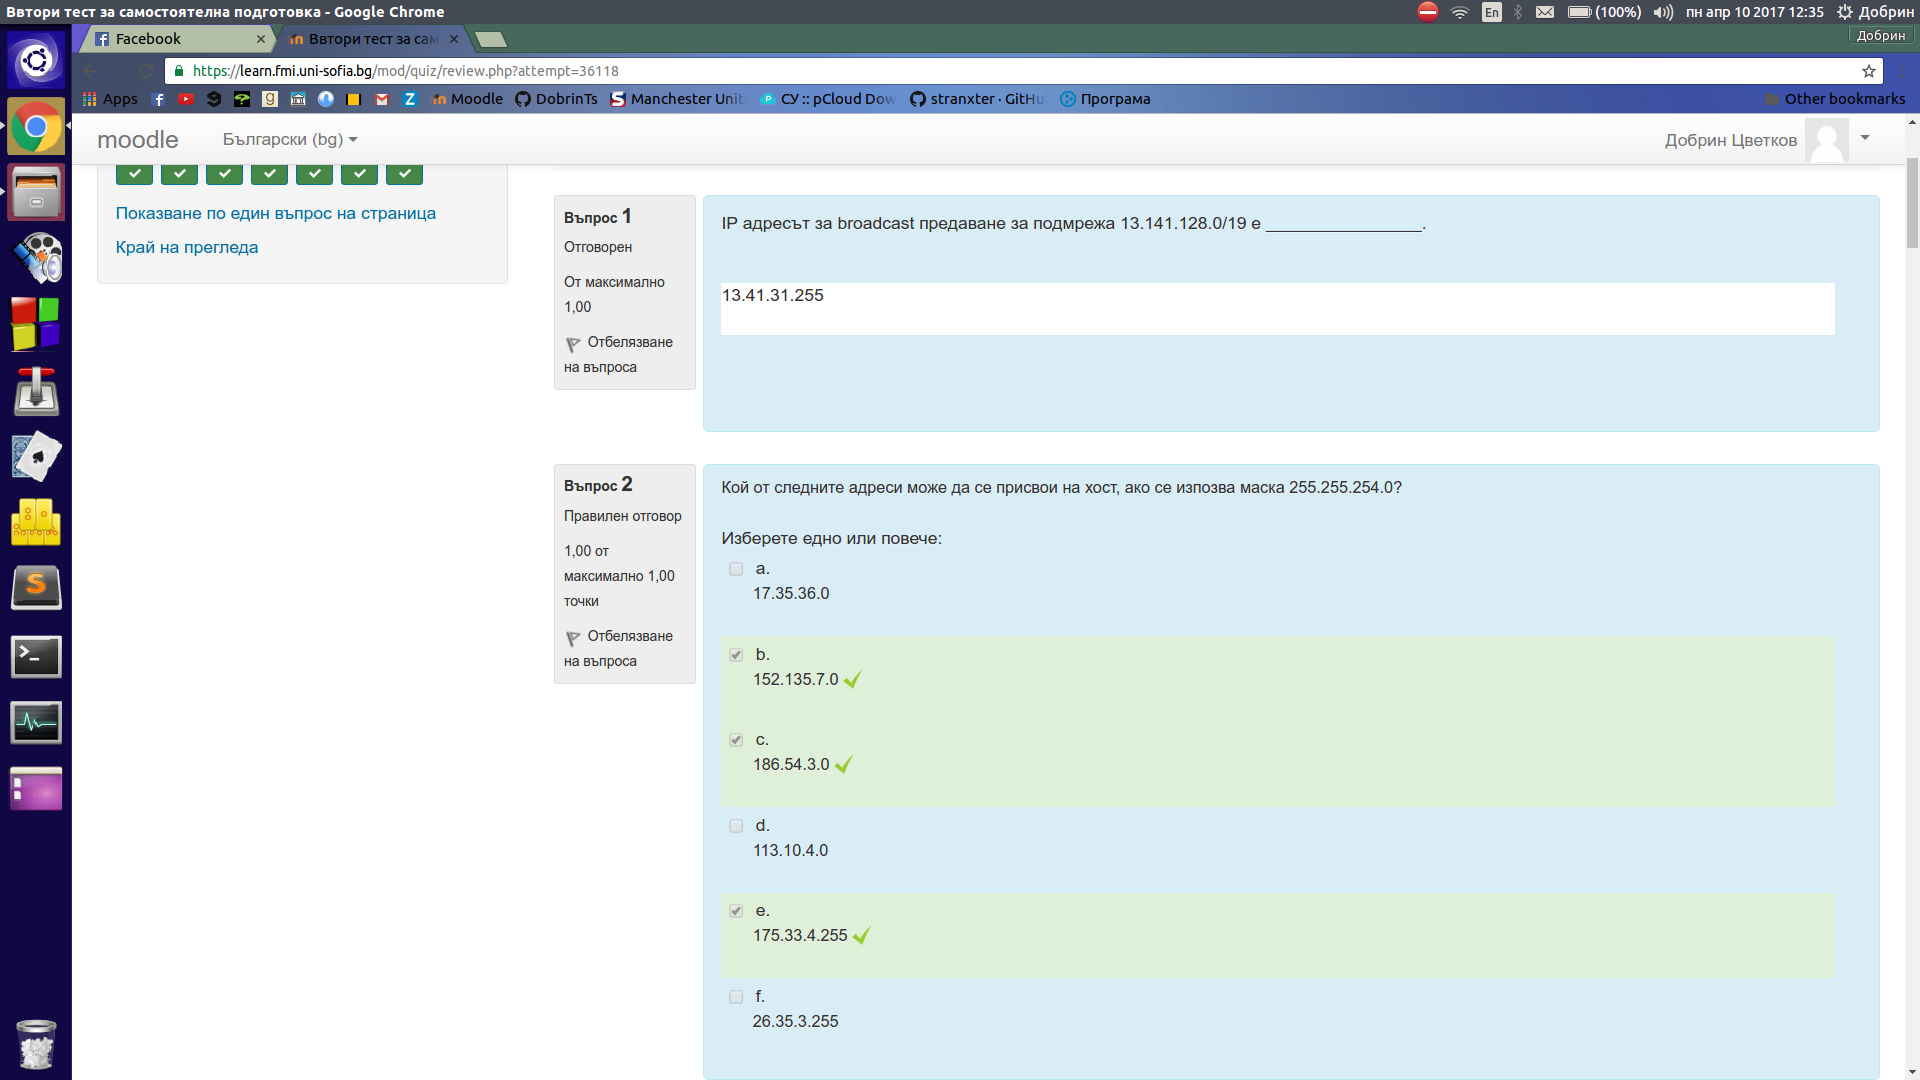 Ввтори тест за самостоятелна подготовка - Google Chrome
En
(100%)
пн апр 10 2017 12:35
Добрин
Facebook
Ввтори тест за сам
Добрин
https://learn.fmi.uni-sofia.bg/mod/quiz/review.php?attempt=36118
Apps
Moodle
DobrinTs
Manchester Unit
СУ :: pCloud Dow
stranxter · GitHu
Програма
Other bookmarks
moodle
Български (bg)
Добрин Цветков
Показване по един въпрос на страница
Край на прегледа
Въпрос 1
Отговорен
От максимално
1,00
Отбелязване
на въпроса
IP адресът за broadcast предаване за подмрежа 13.141.128.0/19 е _________________.
13.41.31.255
Въпрос 2
Правилен отговор
1,00 от
максимално 1,00
точки
Отбелязване
на въпроса
Кой от следните адреси може да се присвои на хост, ако се изпозва маска 255.255.254.0?
Изберете едно или повече:
a.
17.35.36.0
b.
152.135.7.0
c.
186.54.3.0
d.
113.10.4.0
e.
175.33.4.255
f.
26.35.3.255